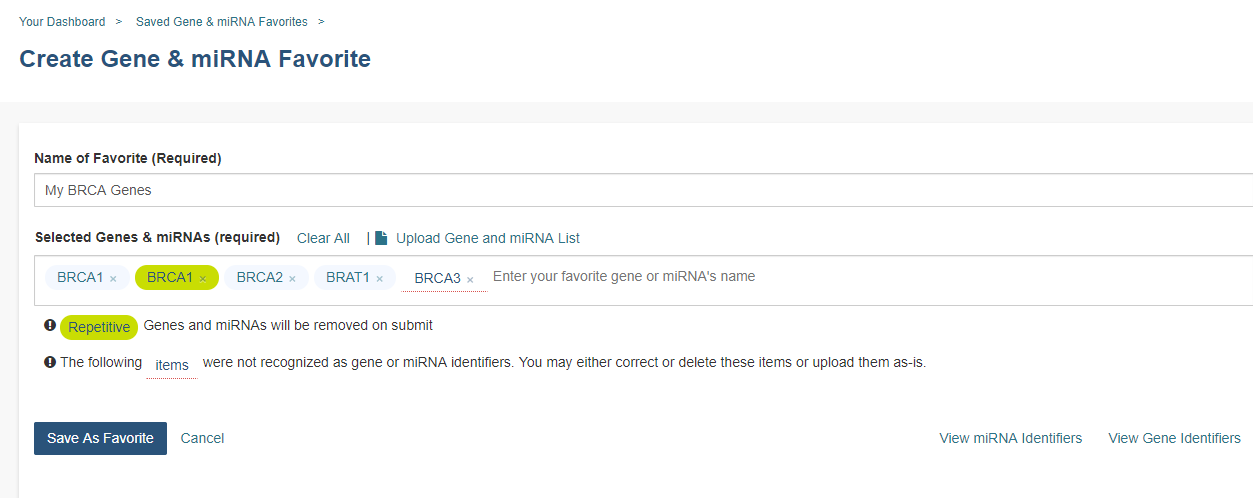 Your Dashboard > Saved Gene & miRNA Favorites >
Create Gene & miRNA Favorite
Name of Favorite (Required)
My BRCA Genes
Selected Genes & miRNAs (required) Clear All | Upload Gene and miRNA List
BRCA1 × BRCA1 × BRCA2 × BRAT1 × BRCA3 × Enter your favorite gene or miRNA's name
Repetitive Genes and miRNAs will be removed on submit
The following items were not recognized as gene or miRNA identifiers. You may either correct or delete these items or upload them as-is.
Save As Favorite Cancel View miRNA Identifiers View Gene Identifiers